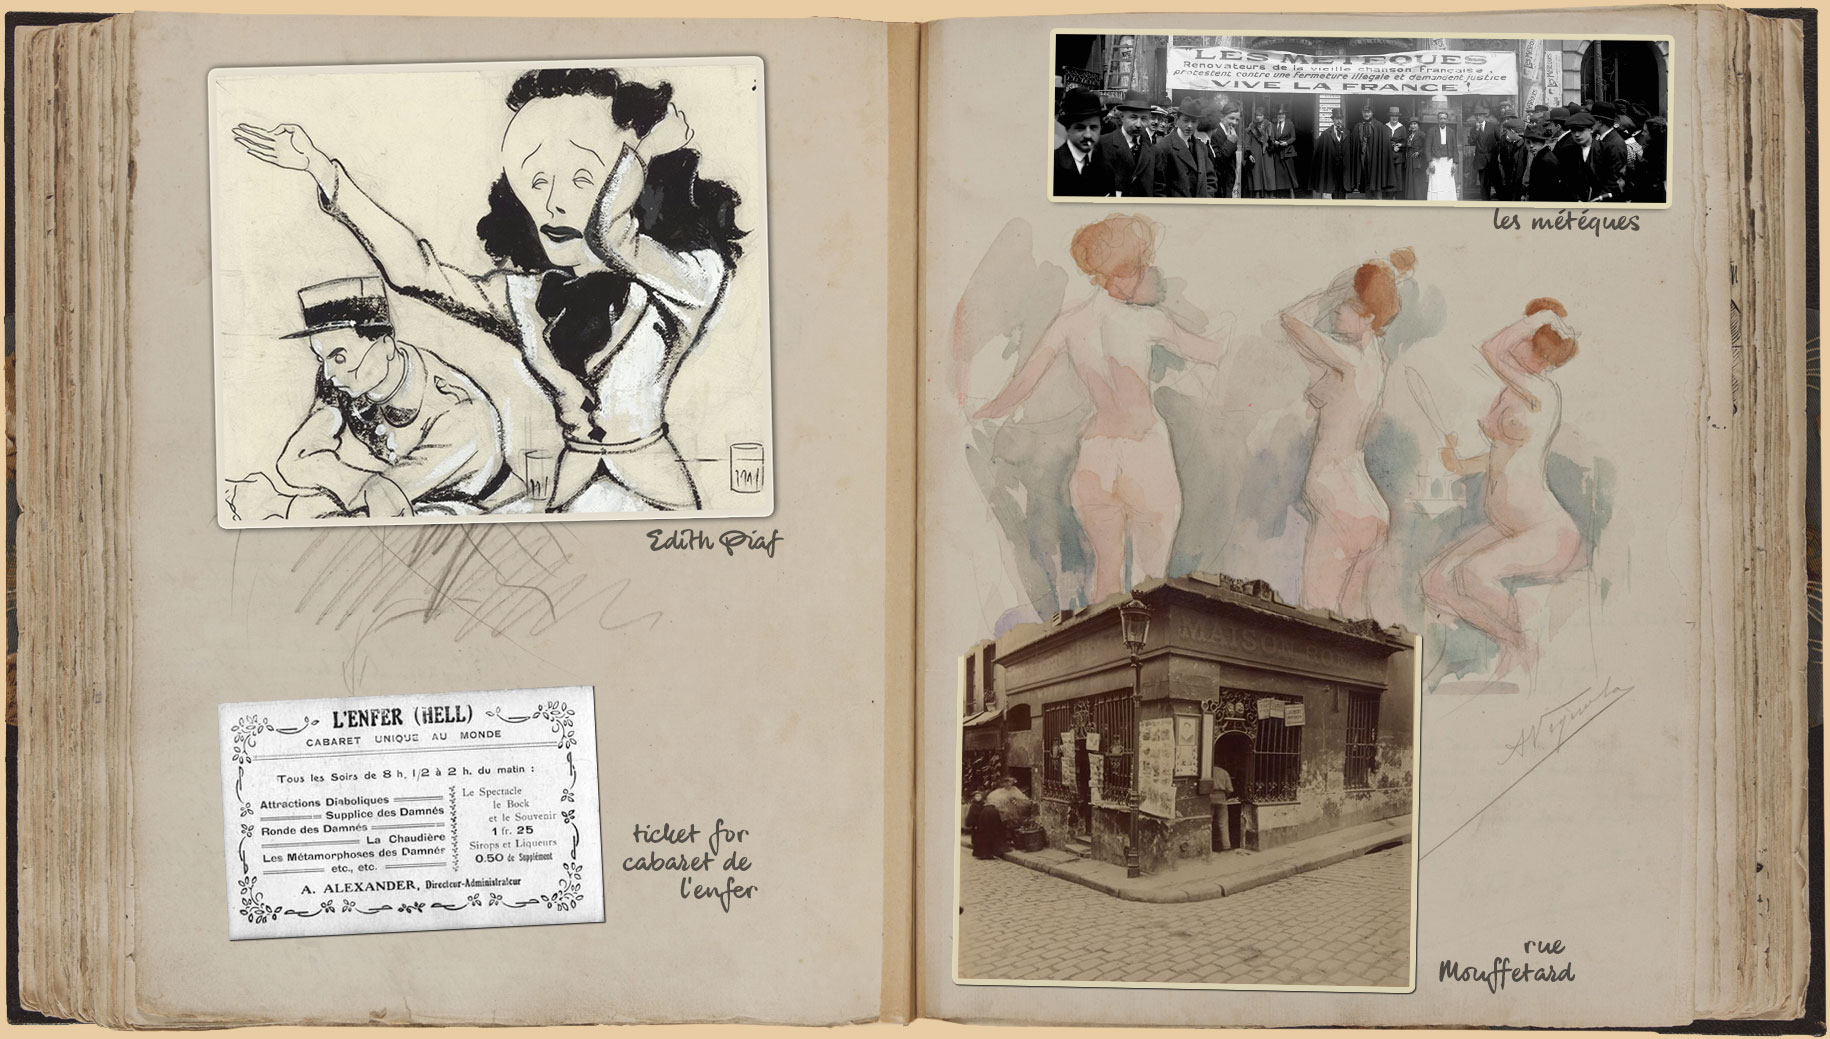 Edith Piaf
L'ENFER (HELL)
CABARET UNIQUE AU MONDE
Tous les Soirs de 8 h, 1/2 à 2 h. du matin :
Attractions Diaboliques
Supplice des Damnés
Ronde des Damnés
La Chaudière
Les Métamorphoses des Damnés
etc., etc.
Le Spectacle
le Bock
et le Souvenir
1 fr. 25
Sirops et Liqueurs
0.50 de Supplément
A. ALEXANDER, Directeur-Administrateur
ticket for
cabaret de
l'enfer
LES MÉTÈQUES
Rénovateurs de la vieille chanson Française,
protestent contre une fermeture illégale et demandent justice
VIVE LA FRANCE !
les météques
MAISON
rue
Mouffetard